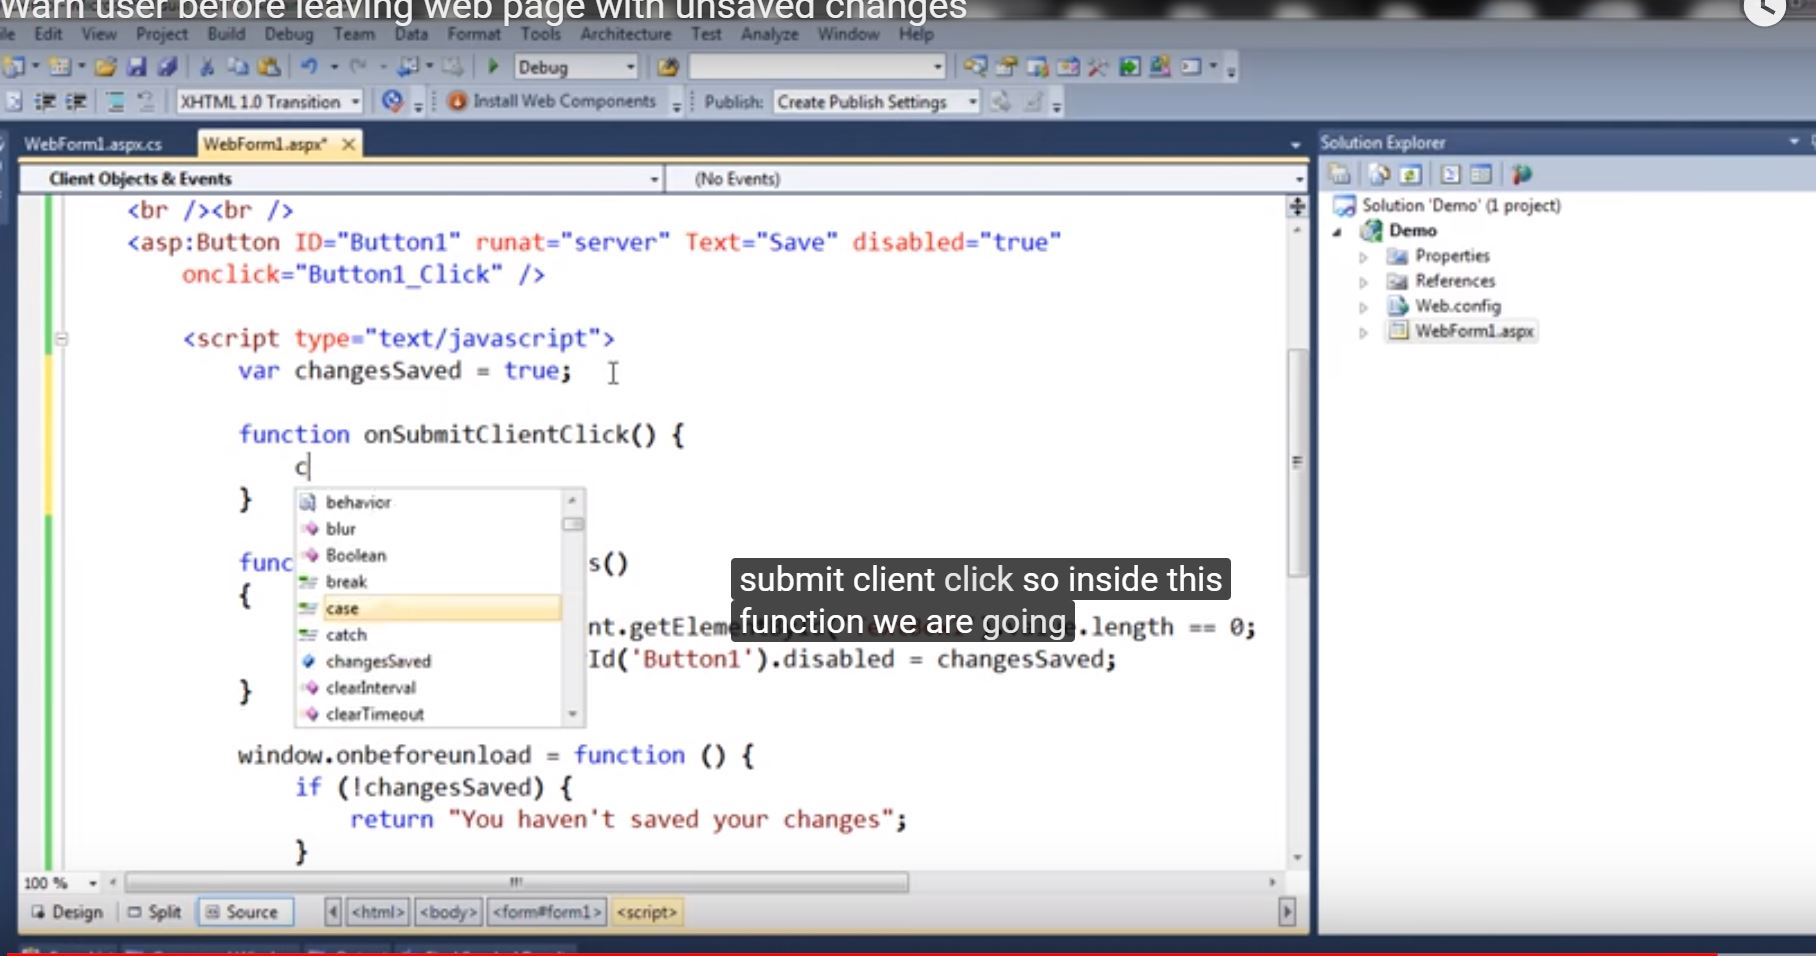 Warn user before leaving web page with unsaved changes
Edit View Project Build Debug Team Data Format Tools Architecture Test Analyze Window Help
Debug
XHTML 1.0 Transition Install Web Components Publish: Create Publish Settings
WebForm1.aspx.cs WebForm1.aspx*
Client Objects & Events (No Events)
<br /><br />
<asp:Button ID="Button1" runat="server" Text="Save" disabled="true"
onclick="Button1_Click" />
<script type="text/javascript">
var changesSaved = true;
function onSubmitClientClick() {
c
}
behavior
blur
Boolean
break
case
catch
changesSaved
clearInterval
clearTimeout
func s()
{
nt.getElem .length == 0;
Id('Button1').disabled = changesSaved;
}
window.onbeforeunload = function () {
if (!changesSaved) {
return "You haven't saved your changes";
}
submit client click so inside this
function we are going
100 %
Design Split Source <html> <body> <form#form1> <script>
Solution Explorer
Solution 'Demo' (1 project)
Demo
Properties
References
Web.config
WebForm1.aspx